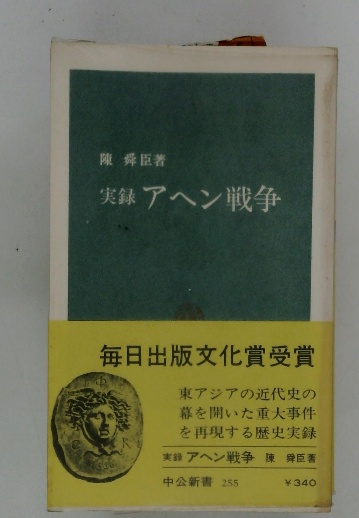 陳 舜臣著
実録 アヘン戦争
毎日出版文化賞受賞
東アジアの近代史の
幕を開いた重大事件
を再現する歴史実録
実録 アヘン戦争 陳 舜臣著
中公新書 255 ￥340